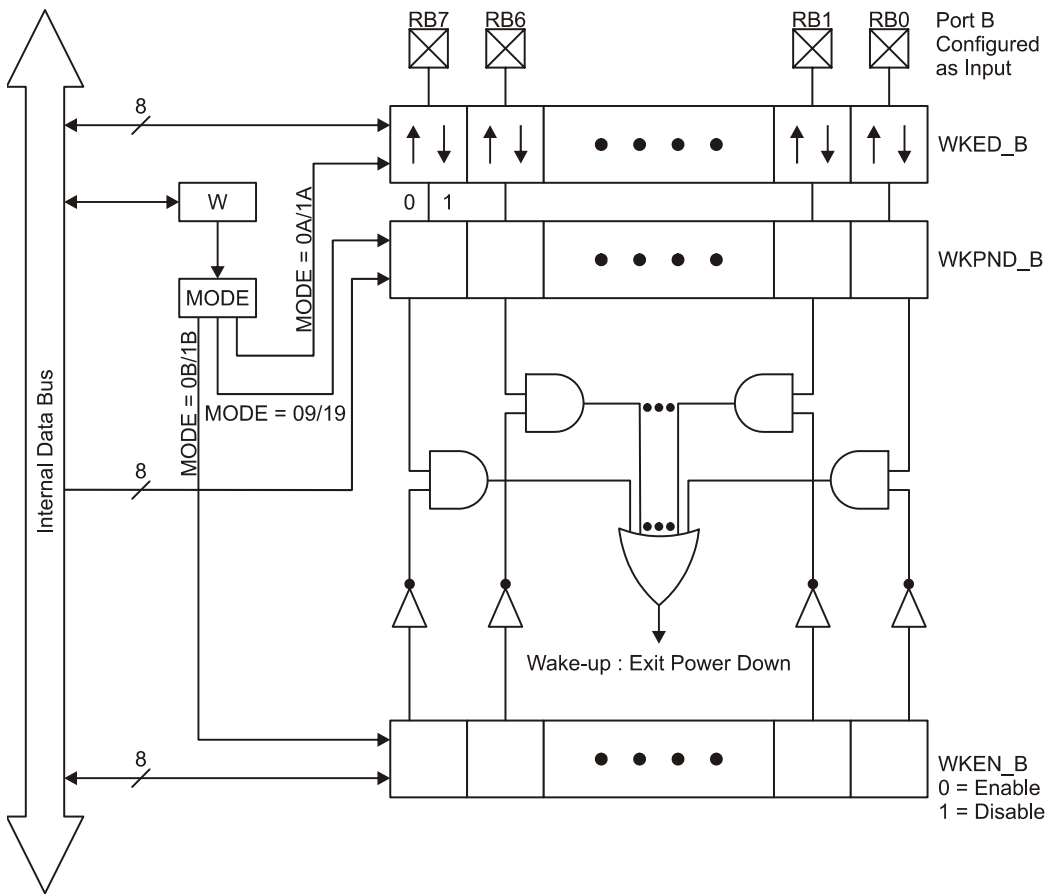 RB7 RB6 RB1 RB0
Port B
Configured
as Input
8
WKED_B
W
0 1
MODE = 0A/1A
WKPND_B
MODE
MODE = 0B/1B
MODE = 09/19
Internal Data Bus
8
Wake-up : Exit Power Down
8
WKEN_B
0 = Enable
1 = Disable